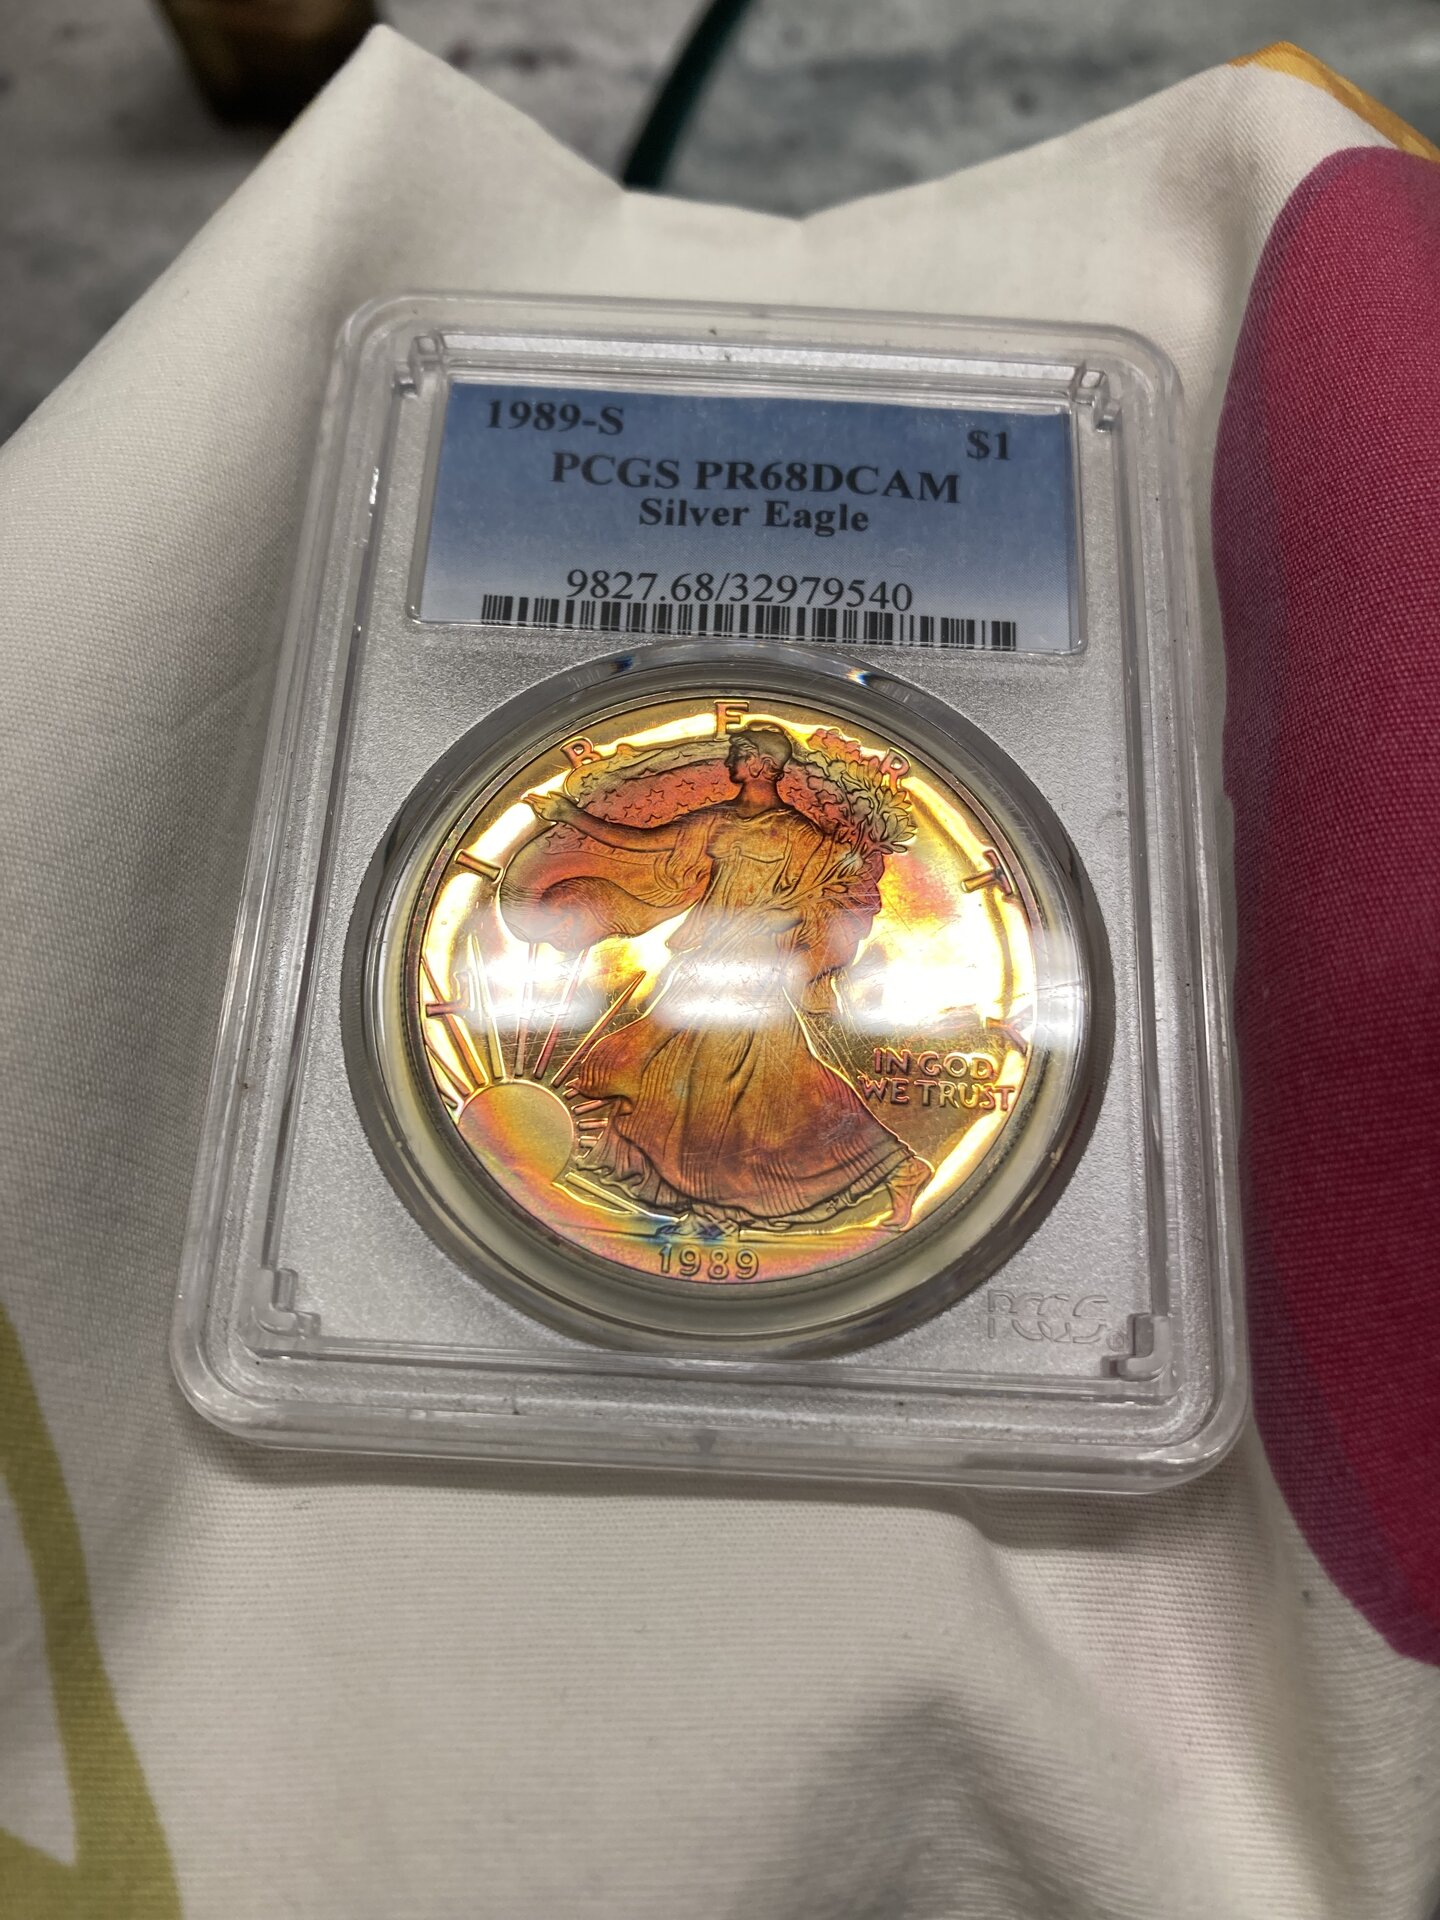 1989-S
$1
PCGS PR68DCAM
Silver Eagle
9827.68/32979540
LIBERTY
IN GOD
WE TRUST
1989
PCGS